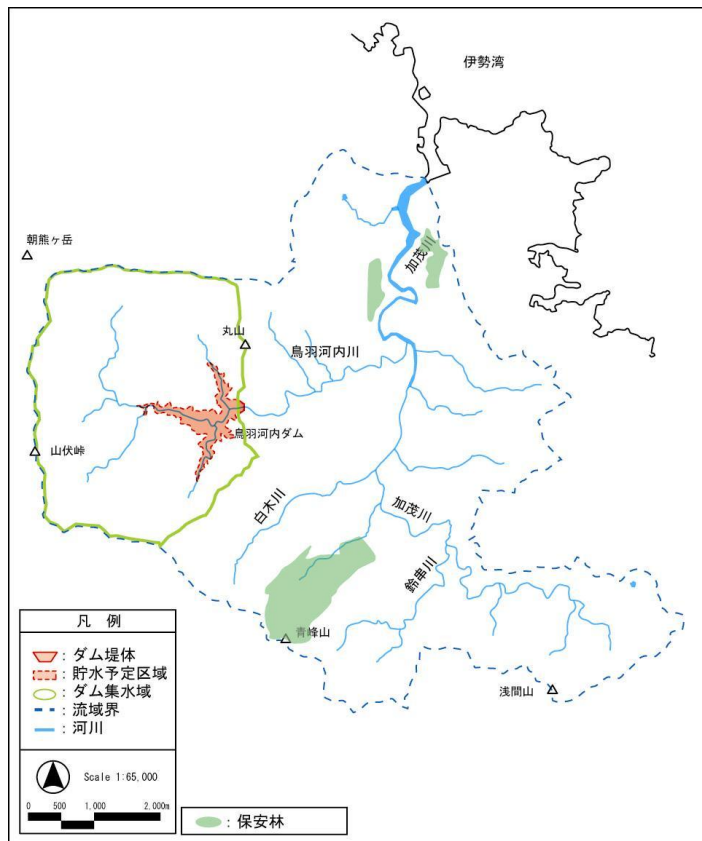 伊勢湾
朝熊ヶ岳
加茂川
丸山
鳥羽河内川
鳥羽河内ダム
山伏峠
白木川
加茂川
鈴串川
青峰山
浅間山
凡 例
：ダム堤体
：貯水予定区域
：ダム集水域
：流域界
：河川
Scale 1:65,000
0 500 1,000 2,000m
：保安林